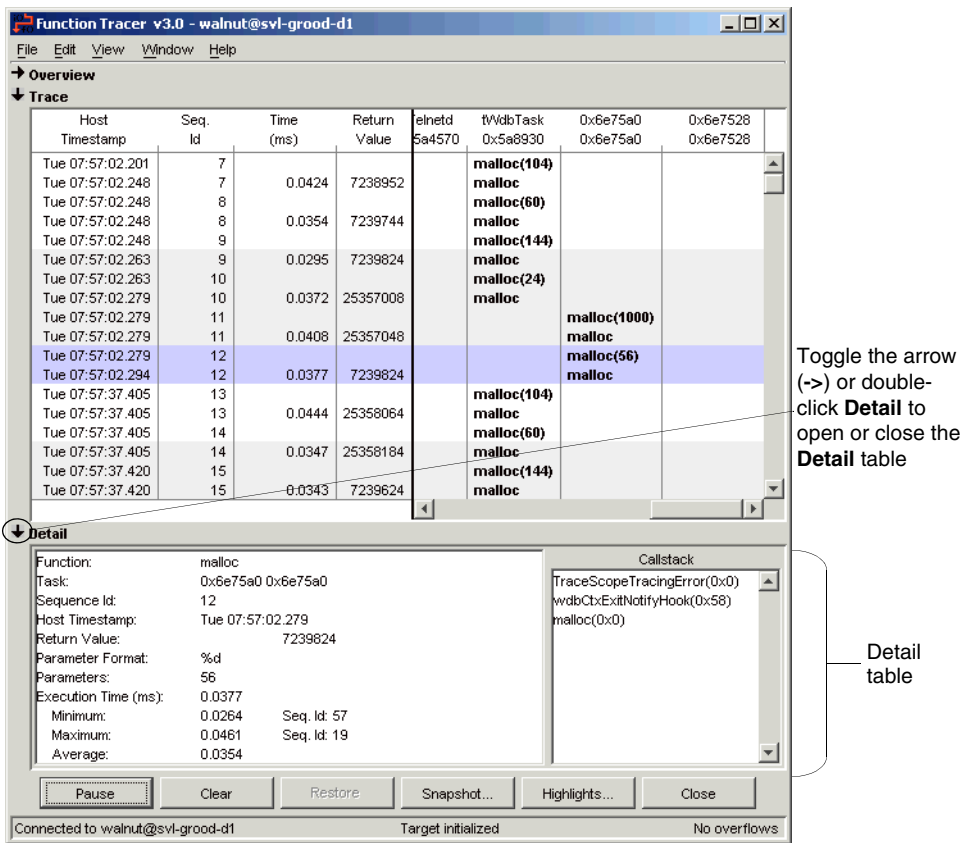 Function Tracer v3.0 - walnut@svl-grood-d1
File Edit View Window Help
Overview
Trace
Host Seq. Time Return elnetd tWdbTask 0x6e75a0 0x6e7528
Timestamp Id (ms) Value 5a4570 0x5a8930 0x6e75a0 0x6e7528
Tue 07:57:02.201 7 malloc(104)
Tue 07:57:02.248 7 0.0424 7238952 malloc
Tue 07:57:02.248 8 malloc(60)
Tue 07:57:02.248 8 0.0354 7239744 malloc
Tue 07:57:02.248 9 malloc(144)
Tue 07:57:02.263 9 0.0295 7239824 malloc
Tue 07:57:02.263 10 malloc(24)
Tue 07:57:02.279 10 0.0372 25357008 malloc
Tue 07:57:02.279 11 malloc(1000)
Tue 07:57:02.279 11 0.0408 25357048 malloc
Tue 07:57:02.279 12 malloc(56)
Tue 07:57:02.294 12 0.0377 7239824 malloc
Tue 07:57:37.405 13 malloc(104)
Tue 07:57:37.405 13 0.0444 25358064 malloc
Tue 07:57:37.405 14 malloc(60)
Tue 07:57:37.405 14 0.0347 25358184 malloc
Tue 07:57:37.420 15 malloc(144)
Tue 07:57:37.420 15 0.0343 7239624 malloc
Toggle the arrow
(->) or double-
click Detail to
open or close the
Detail table
Detail
Function: malloc
Task: 0x6e75a0 0x6e75a0
Sequence Id: 12
Host Timestamp: Tue 07:57:02.279
Return Value: 7239824
Parameter Format: %d
Parameters: 56
Execution Time (ms): 0.0377
Minimum: 0.0264 Seq. Id: 57
Maximum: 0.0461 Seq. Id: 19
Average: 0.0354
Callstack
TraceScopeTracingError(0x0)
wdbCtxExitNotifyHook(0x58)
malloc(0x0)
Detail
table
Pause Clear Restore Snapshot... Highlights... Close
Connected to walnut@svl-grood-d1 Target initialized No overflows